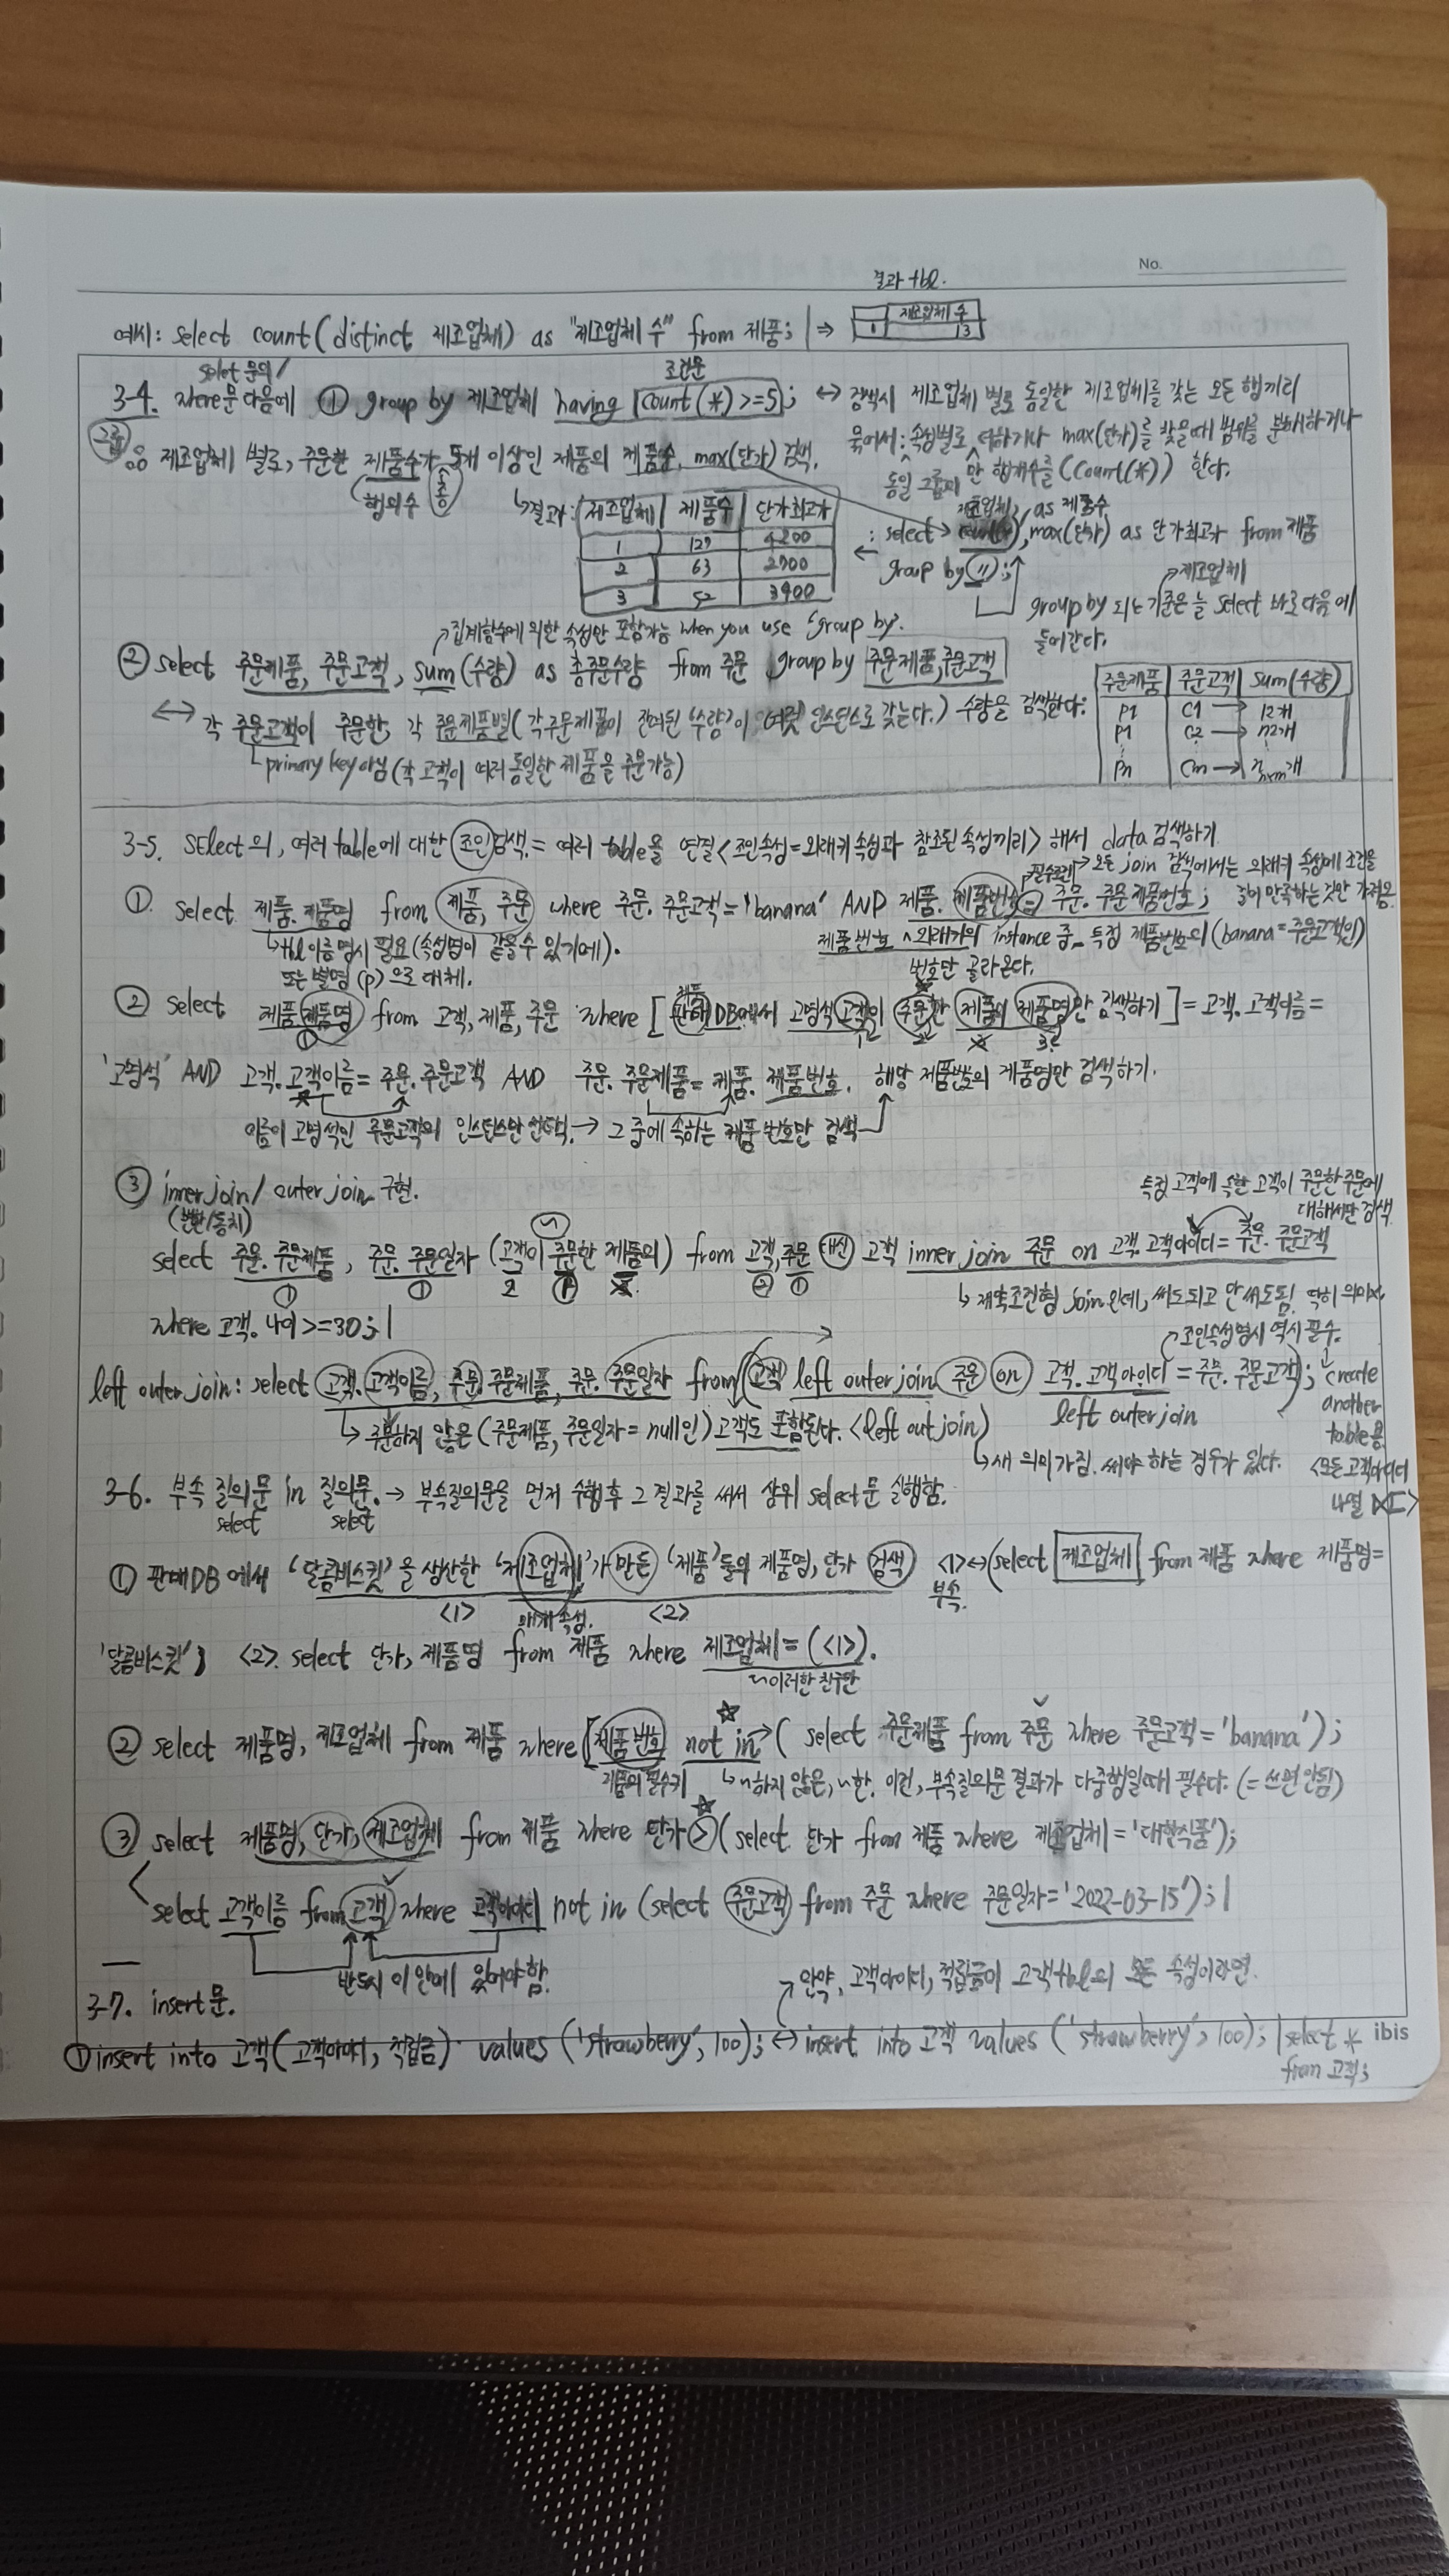 No.
결과 tbl.
예시: select count(distinct 제조업체) as "제조업체 수" from 제품; ⇒
제조업체 수
1 3
select 문의/
조건문
3-4. where문 다음에 ① group by 제조업체 having count(*)>=5; ↔ 검색시 제조업체 별로 동일한 제조업체를 갖는 모든 행끼리
그룹 제조업체 별로, 주문한 제품수가 5개 이상인 제품의 제품수, max(단가) 검색.
묶어서: 속성별로 더하거나 max(단가)를 찾을때 범위를 분배하거나
동일 그룹의 만 행개수를 (count(*)) 한다.
행의수
↳결과: 제조업체 제품수 단가최고가
1 127 4200
2 63 2700
3 52 3900
제조업체, as 제품수
: select count(*), max(단가) as 단가최고가 from 제품
← group by (〃);
제조업체
group by 되는 기준은 늘 select 바로 다음에
들어간다.
집계함수에 의한 속성만 포함가능 when you use 'group by'.
② select 주문제품, 주문고객, sum(수량) as 총주문수량 from 주문 group by 주문제품,주문고객
↔ 각 주문고객이 주문한, 각 주문제품별(각 주문제품이 '수량'이 인스턴스로 갖는다.) 수량을 검색한다:
primary key아님(각 고객이 여러 동일한 제품을 주문가능)
주문제품 주문고객 sum(수량)
P1 C1 → 12개
P1 C2 → 72개
Pn Cm →
3-5. SElect의, 여러 table에 대한 조인검색. = 여러 table을 연결<조인속성=외래키 속성과 참조된 속성끼리> 해서 data 검색하기.
필수조건 → 모든 join 검색에서는 외래키 속성에 조건을
① select 제품. 제품명 from 제품, 주문 where 주문. 주문고객='banana' AND 제품. 제품번호 = 주문. 주문제품번호; 만족하는 것만 가져옴.
↳tbl 이름 명시 필요(속성명이 같을 수 있기에).
또는 별명(p)으로 대체.
제품번호 외래키의 instance 중 특정 제품번호의 (banana=주문고객인)
번호만 골라온다.
② select 제품.제품명 from 고객, 제품, 주문 where [판매DB에서 고명석 고객이 주문한 제품의 제품명만 검색하기] = 고객. 고객이름 =
'고명석' AND 고객. 고객이름= 주문. 주문고객 AND 주문. 주문제품= 제품. 제품번호. 해당 제품번호의 제품명만 검색하기.
이름이 고명석인 주문고객의 인스턴스만 선택. → 그 중에 속하는 제품번호만 검색
③ inner join/ outer join 구현.
특정 고객에 속한 고객이 주문한 주문에
대해서만 검색
select 주문. 주문제품, 주문. 주문일자 (고객이 주문한 제품의) from 고객,주문 대신 고객 inner join 주문 on 고객. 고객아이디= 주문. 주문고객
where 고객. 나이 >=30;
↳ 제약조건형 join 인데, 써도되고 안써도됨. 딱히 의미x.
조인속성명시 역시 필수.
left outer join: select 고객. 고객이름, 주문. 주문제품, 주문. 주문일자 from (고객 left outer join 주문 on 고객. 고객아이디 = 주문. 주문고객); create
another
table용
↳ 주문하지 않은 (주문제품, 주문일자= null인) 고객도 포함된다. <left out join)
left outer join
↳새 의미 가짐. 써야 하는 경우가 있다.
<모든 고객아이디
나열 >
3-6. 부속 질의문 in 질의문. → 부속질의문을 먼저 수행후 그 결과를 써서 상위 select문 실행함.
select select
① 판매DB에서 '달콤비스킷'을 생산한 '제조업체'가 만든 '제품'들의 제품명, 단가 검색 <1>↔(select 제조업체 from 제품 where 제품명=
<1> 매개 속성. <2> 부속.
'달콤비스킷') <2>. select 단가, 제품명 from 제품 where 제조업체=(<1>).
~이러한 친구만
② select 제품명, 제조업체 from 제품 where 제품번호 not in → ( select 주문제품 from 주문 where 주문고객='banana');
제품의 필수키 ↳~하지 않은, ~한. 이건, 부속질의문 결과가 다중행일때 필수다. (= 쓰면 안됨)
③ select 제품명, 단가, 제조업체 from 제품 where 단가 > (select 단가 from 제품 where 제조업체='대한식품');
select 고객이름 from 고객 where 고객아이디 not in (select 주문고객 from 주문 where 주문일자='2022-03-15');
반드시 이 안에 있어야 함.
만약, 고객아이디, 적립금이 고객tbl의 모든 속성이라면.
3-7. insert 문.
① insert into 고객(고객아이디, 적립금) values ('strawberry', 100); ↔ insert into 고객 values ('strawberry', 100); select *
from 고객;
ibis